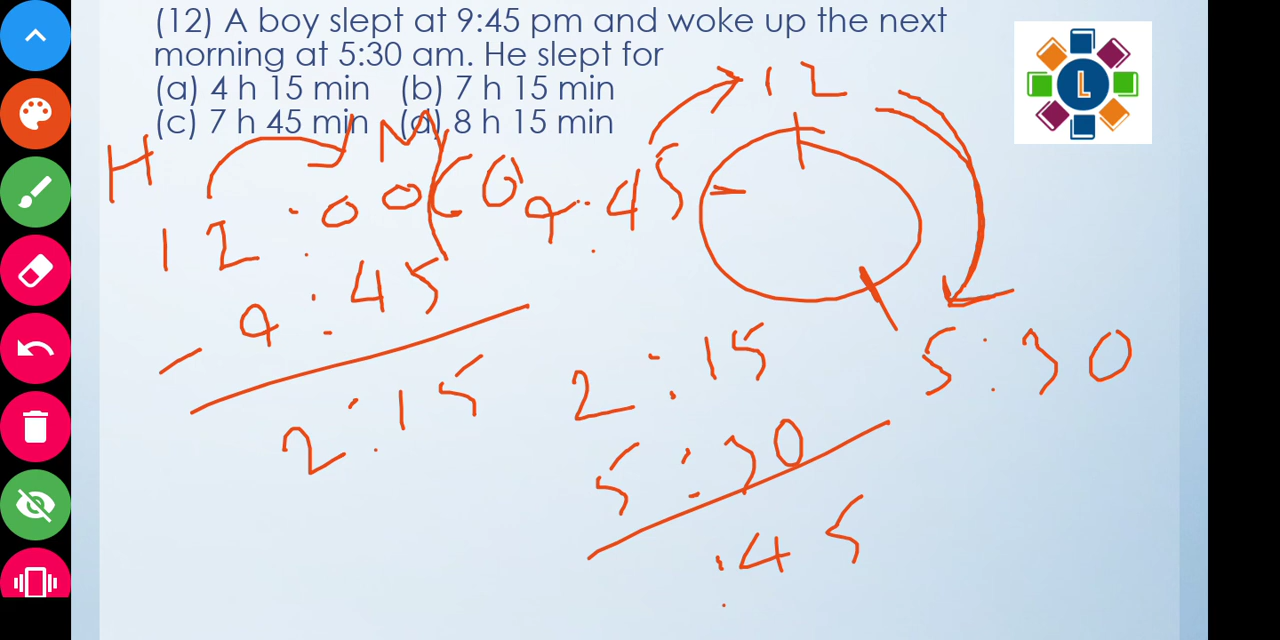 (12) A boy slept at 9:45 pm and woke up the next
morning at 5:30 am. He slept for
(a) 4 h 15 min (b) 7 h 15 min
(c) 7 h 45 min (d) 8 h 15 min
L
12
H M
12:00 (60
9:45
- 9:45
2:15
2:15
5:30
5:30
:45